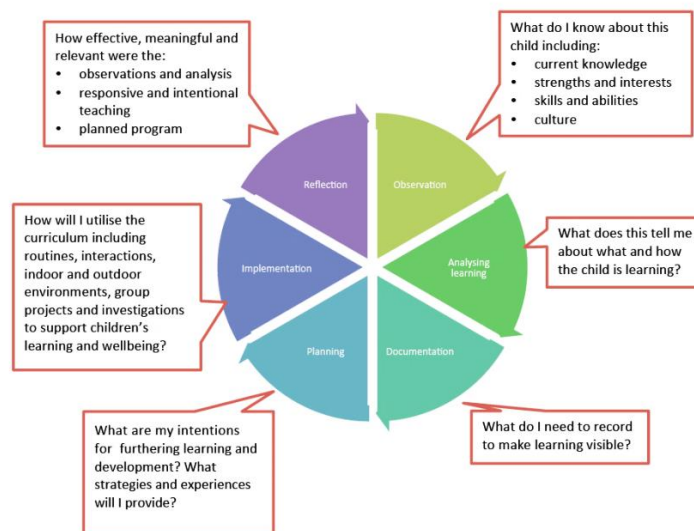 How effective, meaningful and
relevant were the:
• observations and analysis
• responsive and intentional
teaching
• planned program
What do I know about this
child including:
• current knowledge
• strengths and interests
• skills and abilities
• culture
Reflection
Observation
How will I utilise the
curriculum including
routines, interactions,
indoor and outdoor
environments, group
projects and investigations
to support children's
learning and wellbeing?
Implementation
Analysing
learning
What does this tell me
about what and how
the child is learning?
Planning
Documentation
What are my intentions
for furthering learning and
development? What
strategies and experiences
will I provide?
What do I need to record
to make learning visible?